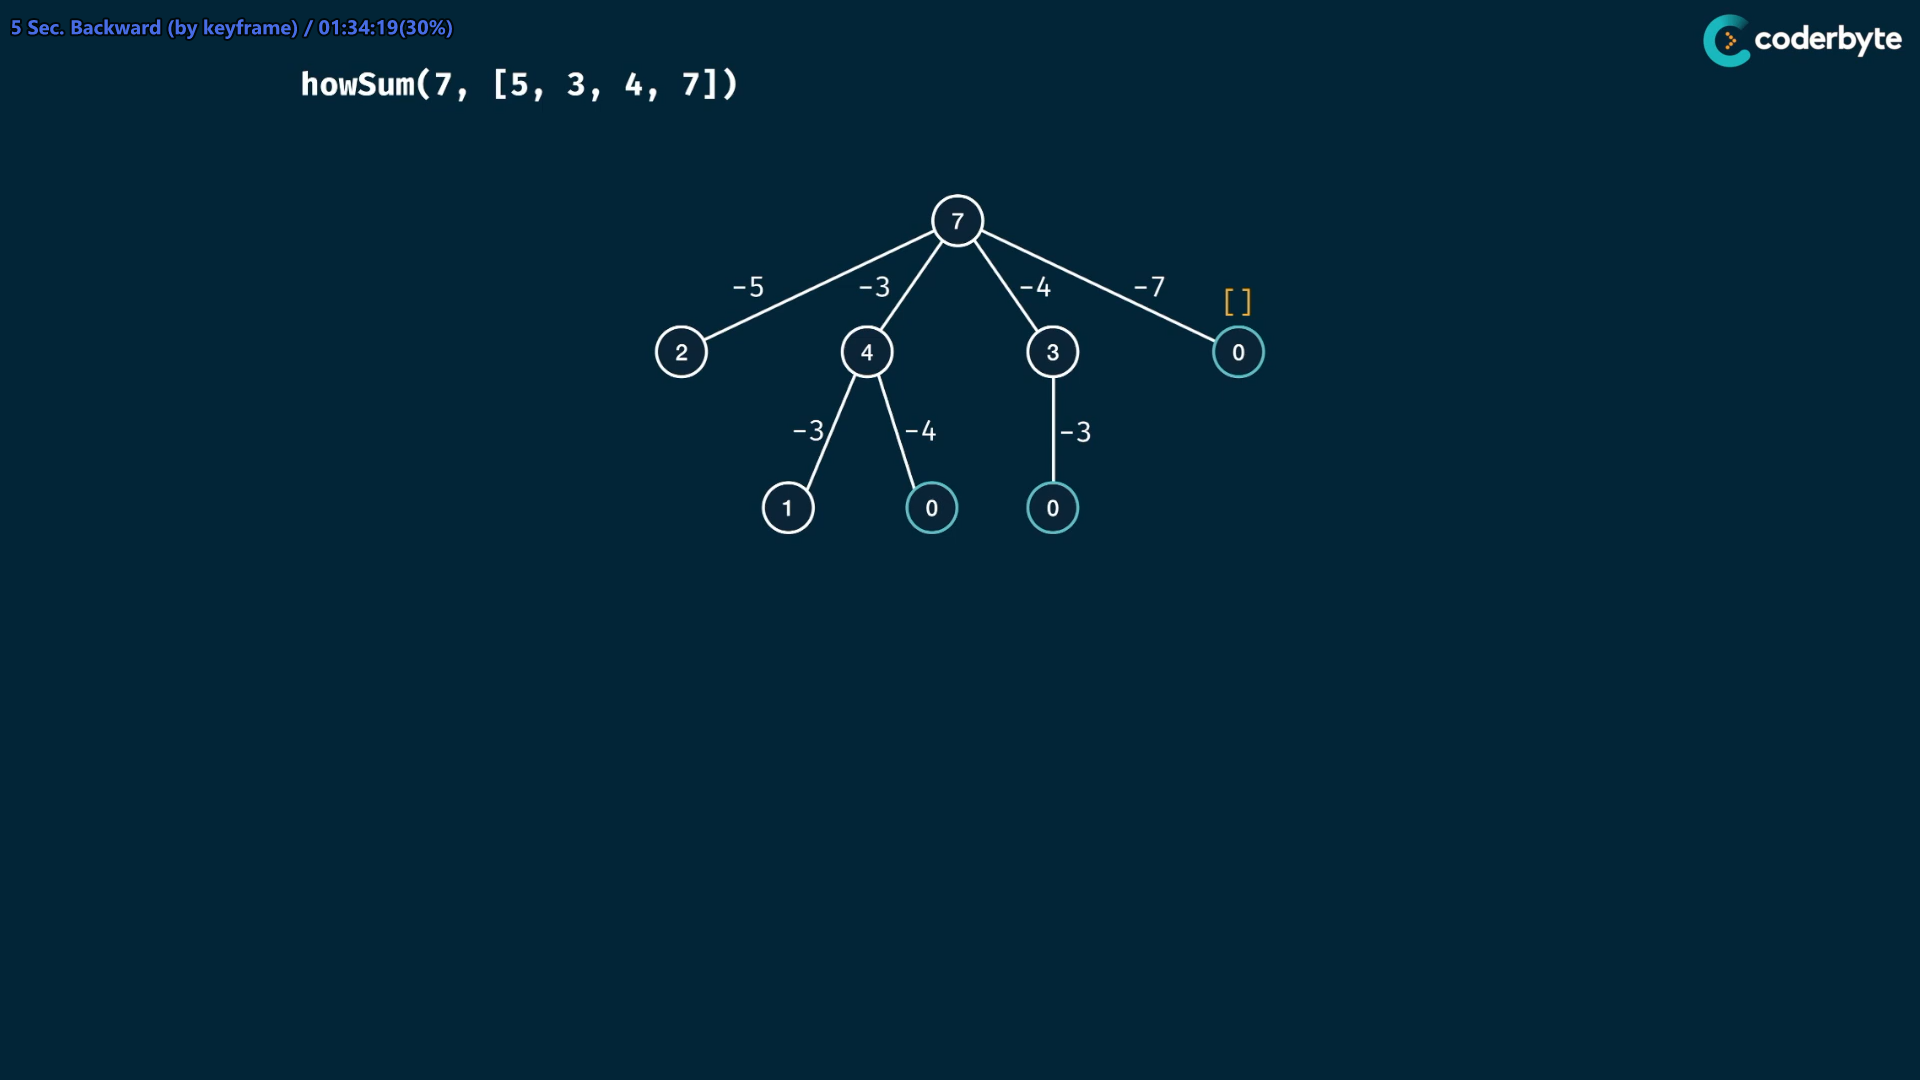 5 Sec. Backward (by keyframe) / 01:34:19(30%)
coderbyte
howSum(7, [5, 3, 4, 7])
7
-5 -3 -4 -7
[]
2 4 3 0
-3 -4 -3
1 0 0